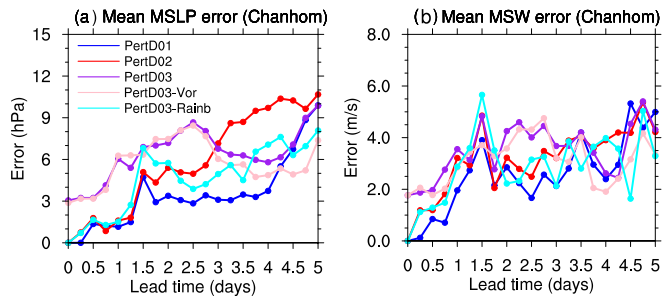 (a) Mean MSLP error (Chanhom)
15
12
9
6
3
0
Error (hPa)
PertD01
PertD02
PertD03
PertD03-Vor
PertD03-Rainb
0 0.5 1 1.5 2 2.5 3 3.5 4 4.5 5
Lead time (days)
(b) Mean MSW error (Chanhom)
8.0
6.0
4.0
2.0
0.0
Error (m/s)
0 0.5 1 1.5 2 2.5 3 3.5 4 4.5 5
Lead time (days)